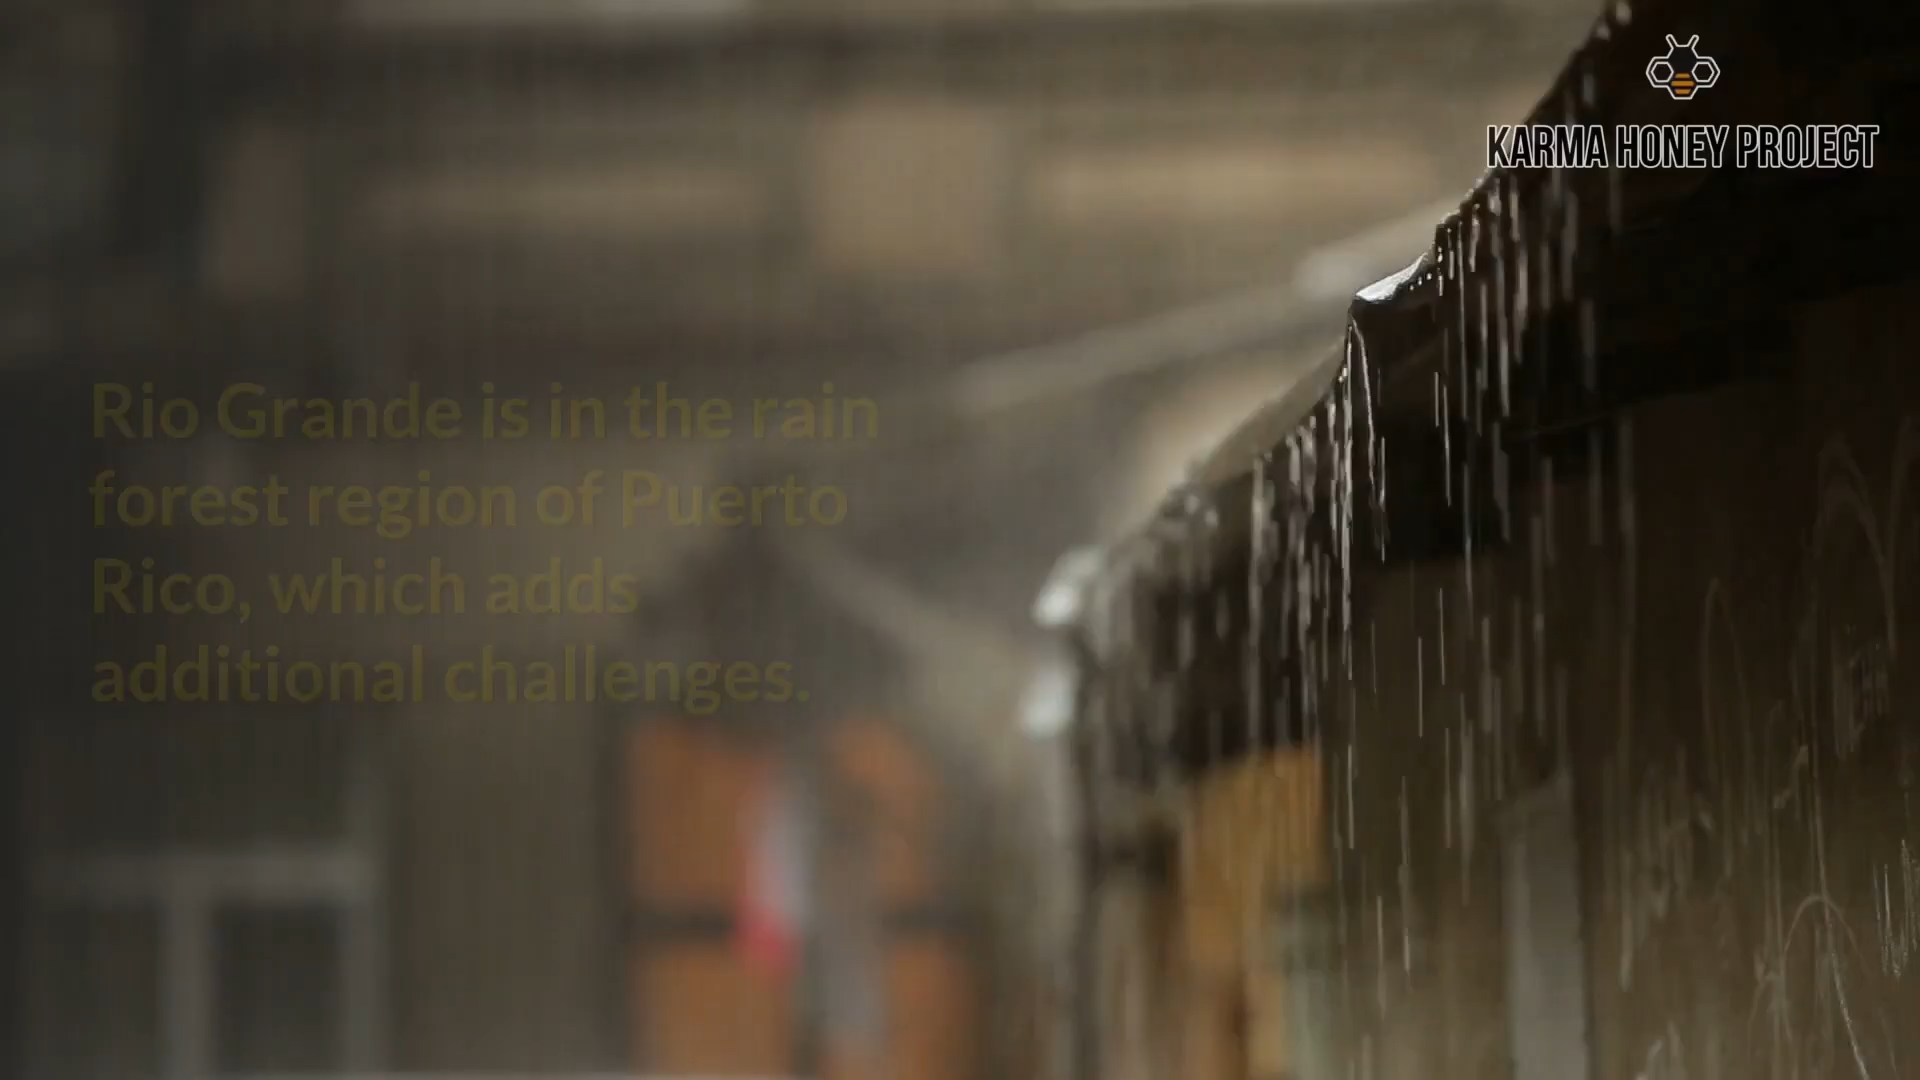 KARMA HONEY PROJECT
Rio Grande is in the rain
forest region of Puerto
Rico, which adds
additional challenges.